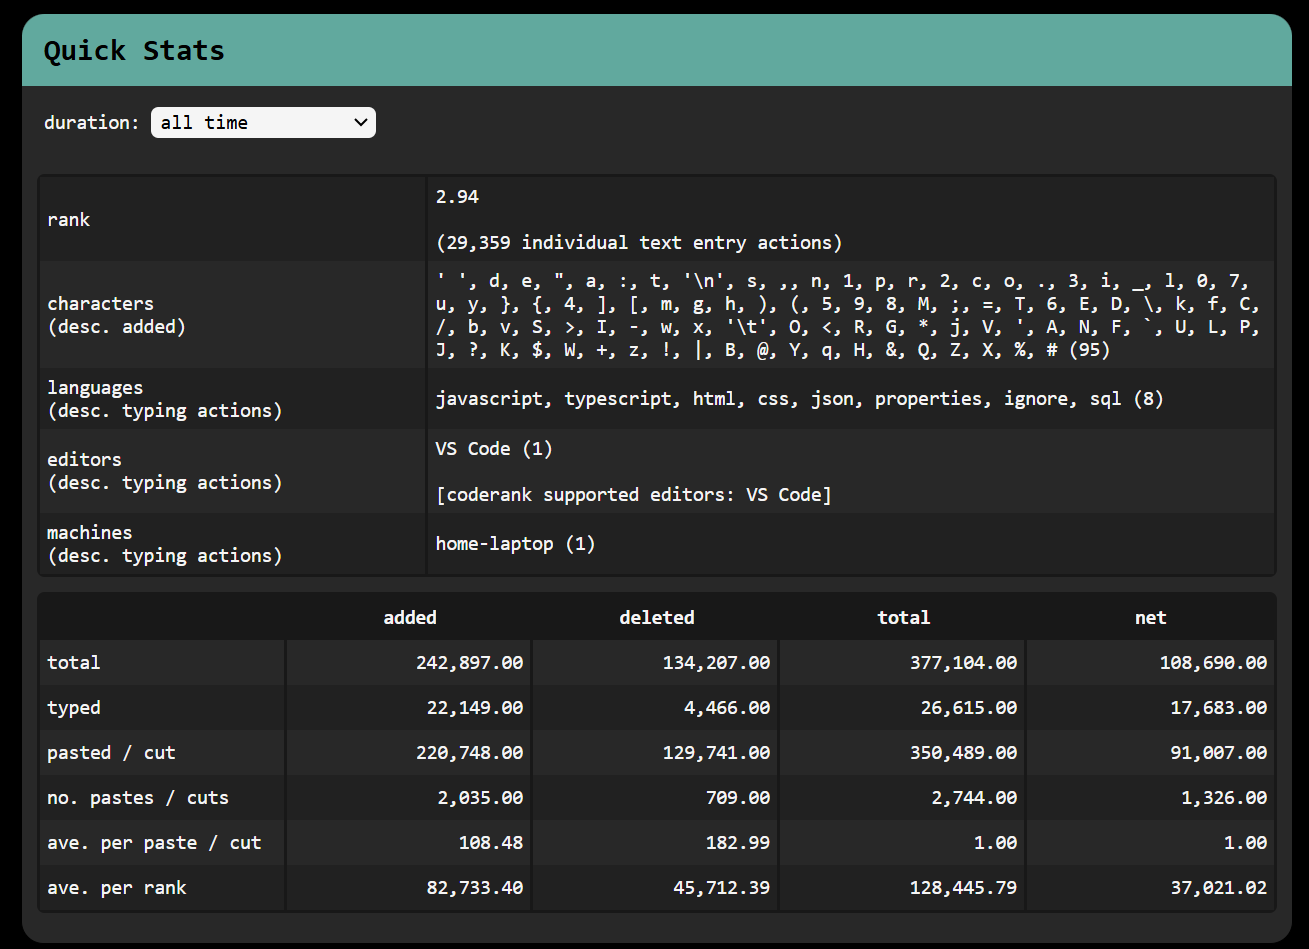 Quick Stats
duration: all time
rank
2.94
(29,359 individual text entry actions)
characters
(desc. added)
' ', d, e, ", a, :, t, '\n', s, ,, n, 1, p, r, 2, c, o, ., 3, i, _, l, 0, 7,
u, y, }, {, 4, ], [, m, g, h, ), (, 5, 9, 8, M, ;, =, T, 6, E, D, \, k, f, C,
/, b, v, S, >, I, -, w, x, '\t', O, <, R, G, *, j, V, ', A, N, F, `, U, L, P,
J, ?, K, $, W, +, z, !, |, B, @, Y, q, H, &, Q, Z, X, %, # (95)
languages
(desc. typing actions)
javascript, typescript, html, css, json, properties, ignore, sql (8)
editors
(desc. typing actions)
VS Code (1)
[coderank supported editors: VS Code]
machines
(desc. typing actions)
home-laptop (1)
added deleted total net
total 242,897.00 134,207.00 377,104.00 108,690.00
typed 22,149.00 4,466.00 26,615.00 17,683.00
pasted / cut 220,748.00 129,741.00 350,489.00 91,007.00
no. pastes / cuts 2,035.00 709.00 2,744.00 1,326.00
ave. per paste / cut 108.48 182.99 1.00 1.00
ave. per rank 82,733.40 45,712.39 128,445.79 37,021.02